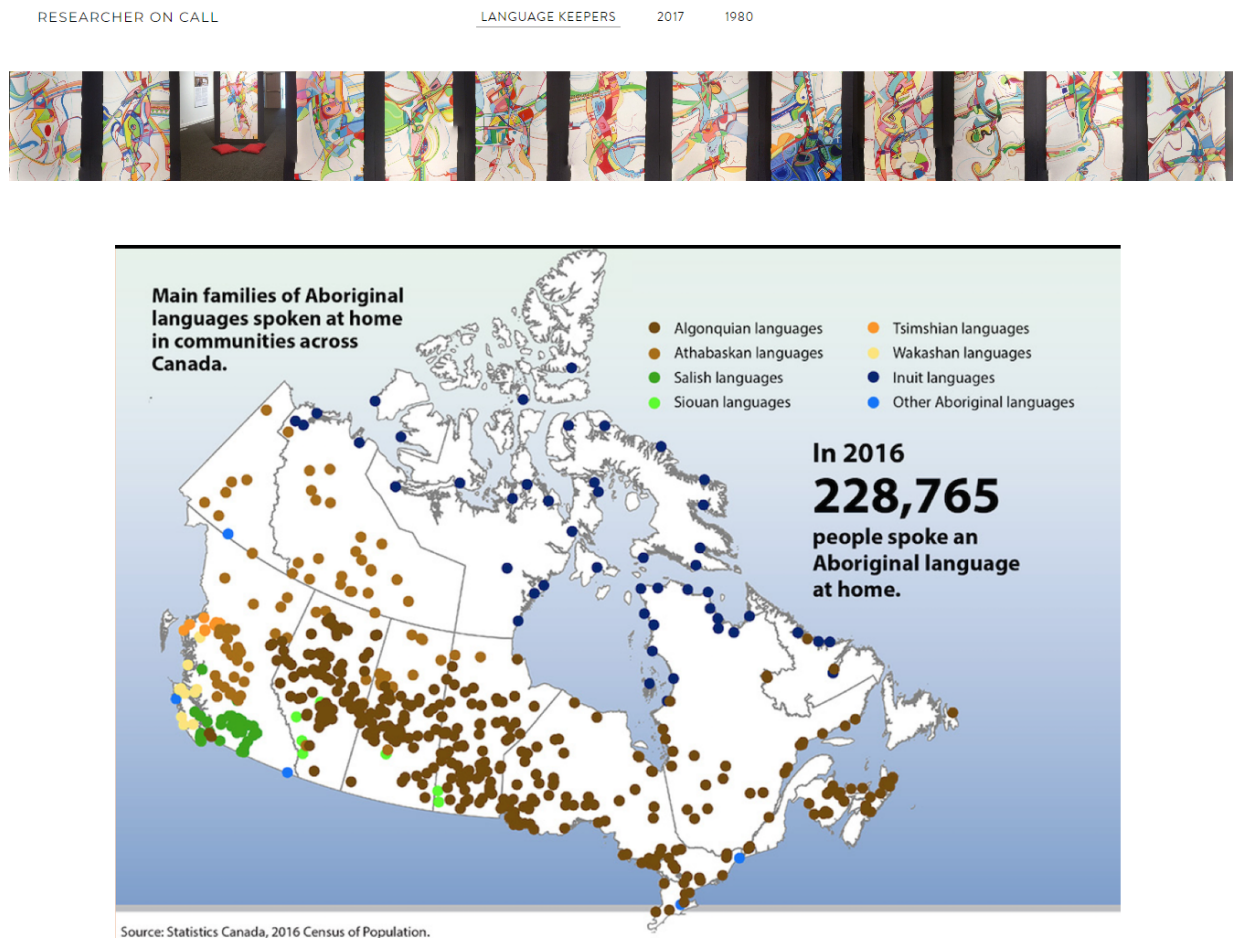 RESEARCHER ON CALL
LANGUAGE KEEPERS
2017
1980
Main families of Aboriginal
languages spoken at home
in communities across
Canada.
Algonquian languages
Athabaskan languages
Salish languages
Siouan languages
Tsimshian languages
Wakashan languages
Inuit languages
Other Aboriginal languages
In 2016
228,765
people spoke an
Aboriginal language
at home.
Source: Statistics Canada, 2016 Census of Population.